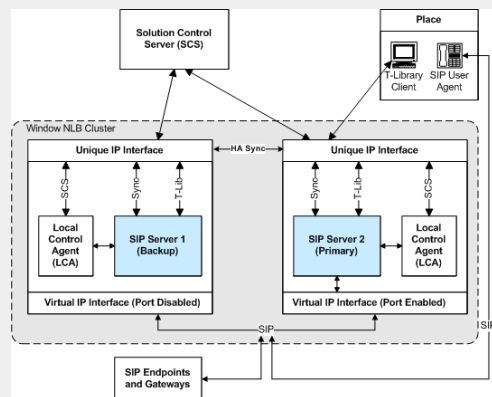 Solution Control
Server (SCS)
Place
T-Library
Client
SIP User
Agent
Window NLB Cluster
Unique IP Interface
HA Sync
Unique IP Interface
SCS
Sync
T-Lib
Sync
T-Lib
SCS
Local
Control
Agent
(LCA)
SIP Server 1
(Backup)
SIP Server 2
(Primary)
Local
Control
Agent
(LCA)
Virtual IP Interface (Port Disabled)
Virtual IP Interface (Port Enabled)
SIP
SIP
SIP Endpoints
and Gateways